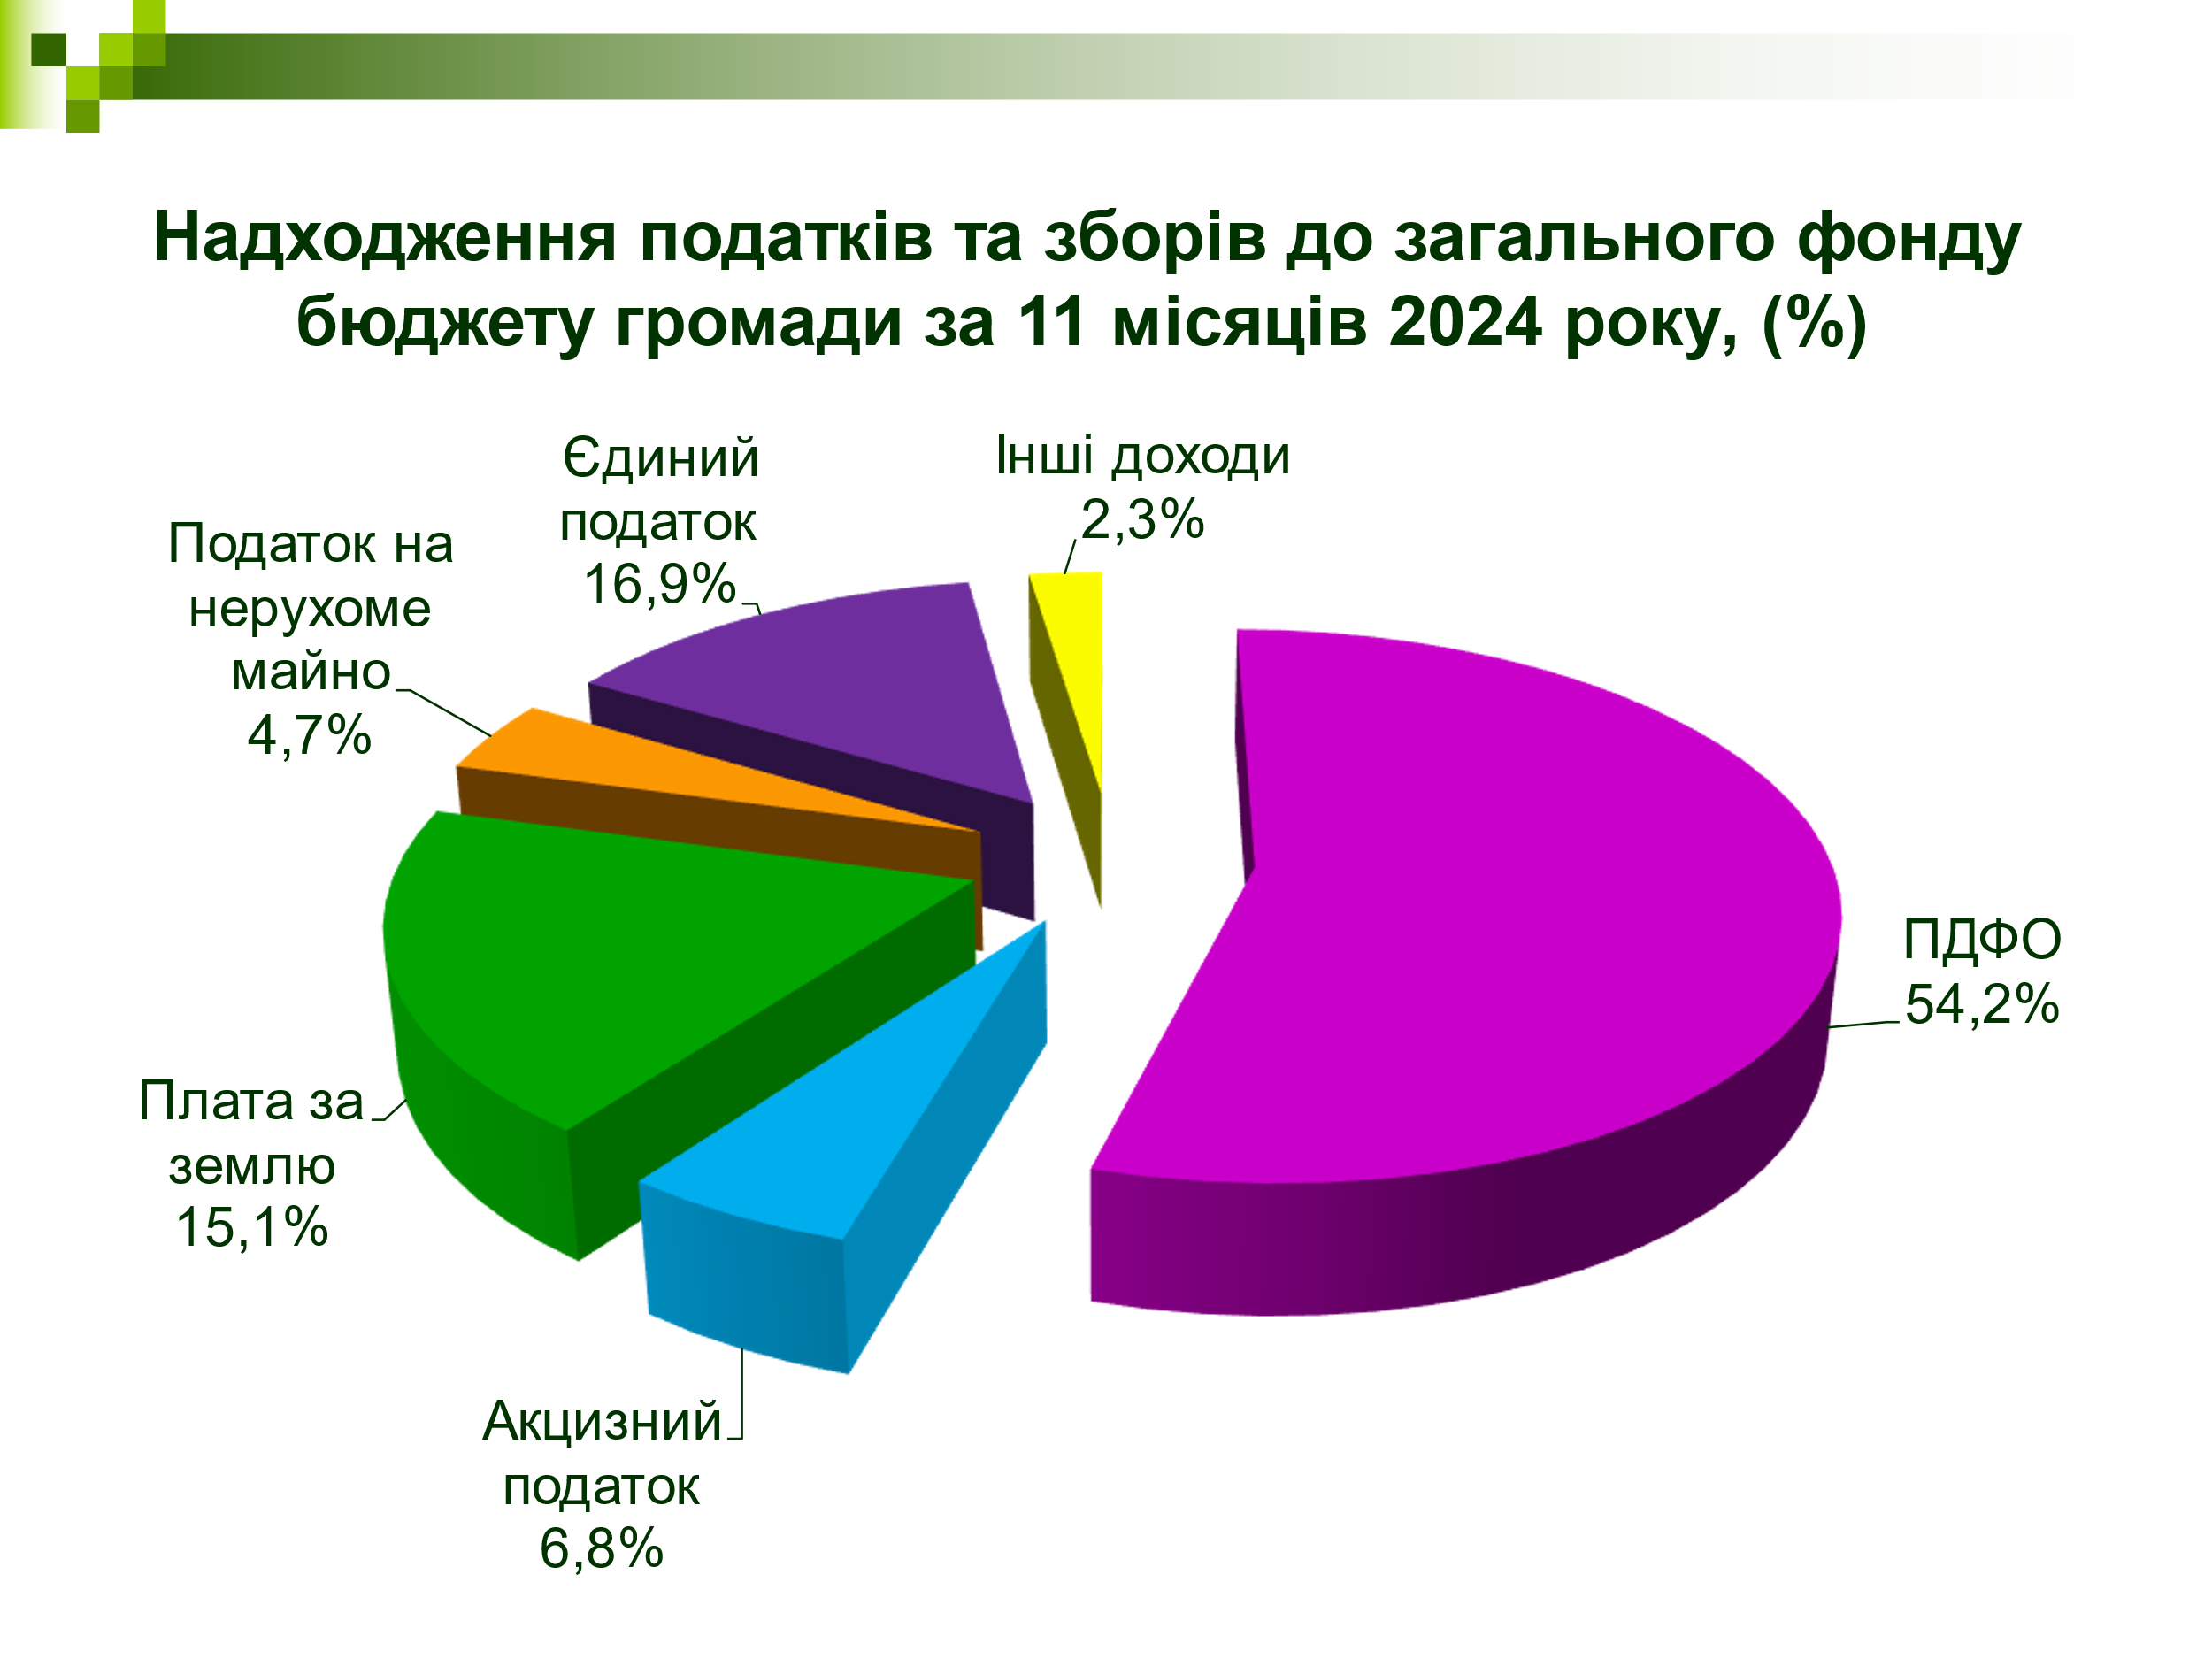 Надходження податків та зборів до загального фонду
бюджету громади за 11 місяців 2024 року, (%)
Інші доходи
2,3%
Єдиний
податок
16,9%
Податок на
нерухоме
майно
4,7%
ПДФО
54,2%
Плата за
землю
15,1%
Акцизний
податок
6,8%